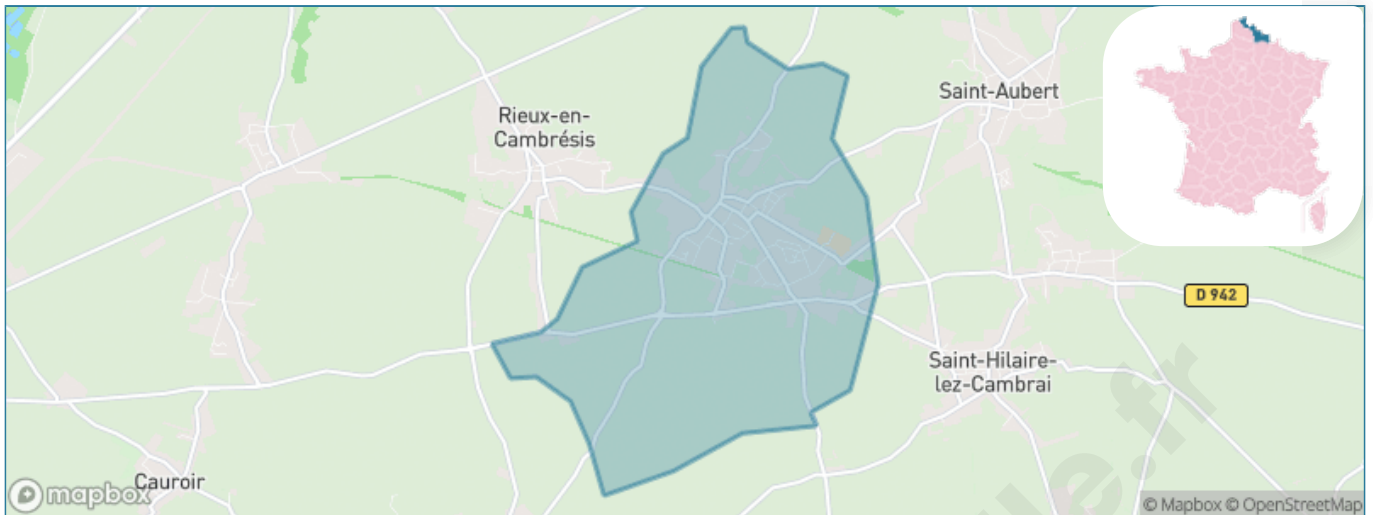 Saint-Aubert
Rieux-en-
Cambrésis
D 942
Saint-Hilaire-
lez-Cambrai
Cauroir
mapbox
© Mapbox © OpenStreetMap